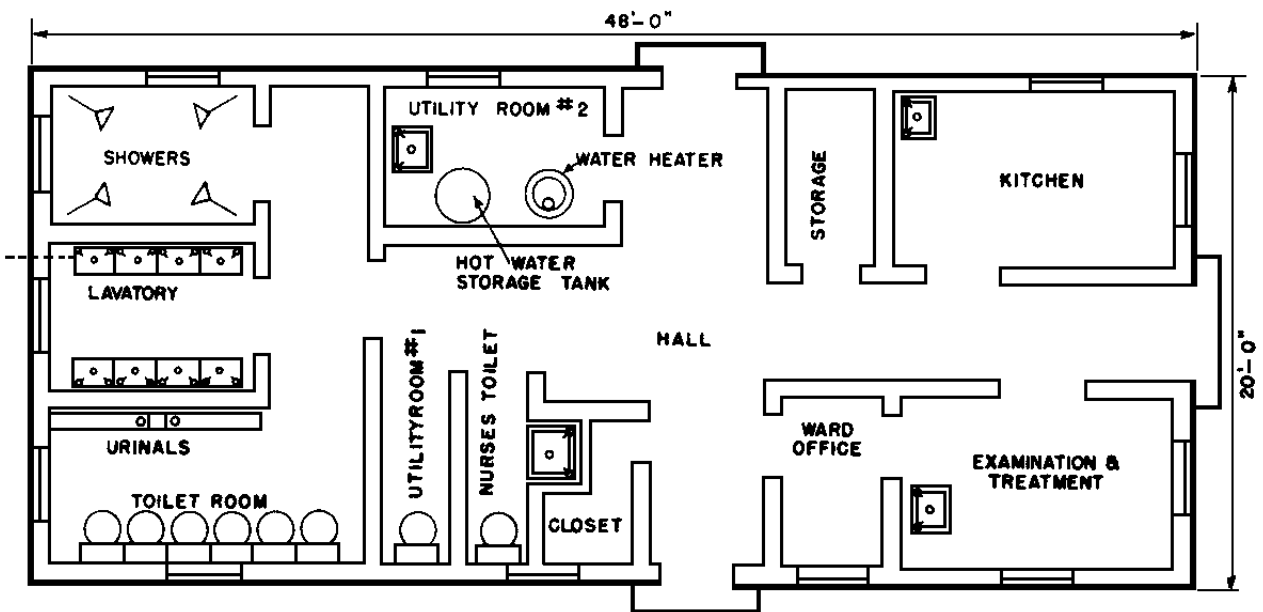 48'-0"
UTILITY ROOM #2
SHOWERS
WATER HEATER
STORAGE
KITCHEN
HOT WATER
STORAGE TANK
LAVATORY
HALL
20'-0"
UTILITYROOM #1
NURSES TOILET
URINALS
WARD
OFFICE
EXAMINATION &
TREATMENT
TOILET ROOM
CLOSET